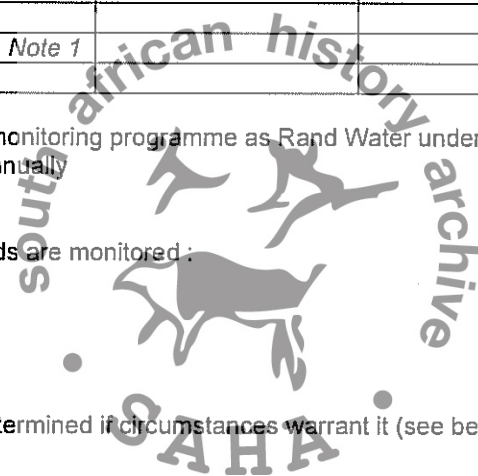 Note 1
monitoring programme as Rand Water under
nnually
ds are monitored :
termined if circumstances warrant it (see be
south african history archive
• SAHA •